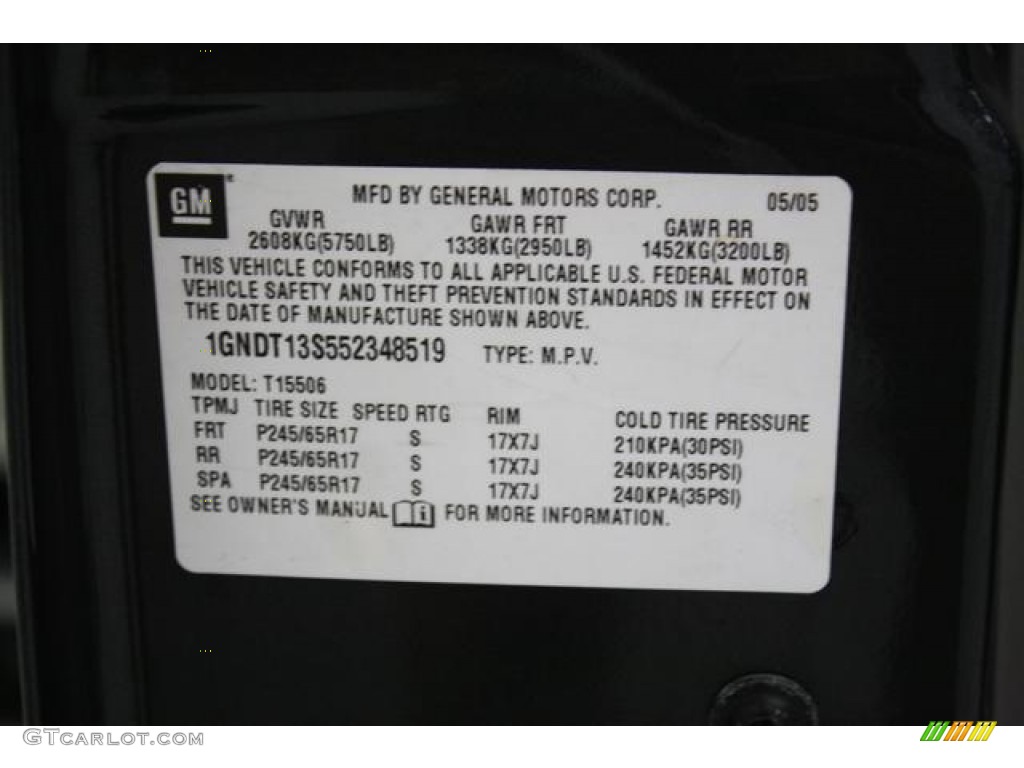 GM MFD BY GENERAL MOTORS CORP. 05/05
GVWR GAWR FRT GAWR RR
2608KG(5750LB) 1338KG(2950LB) 1452KG(3200LB)
THIS VEHICLE CONFORMS TO ALL APPLICABLE U.S. FEDERAL MOTOR
VEHICLE SAFETY AND THEFT PREVENTION STANDARDS IN EFFECT ON
THE DATE OF MANUFACTURE SHOWN ABOVE.
1GNDT13S552348519 TYPE: M.P.V.
MODEL: T15506
TPMJ TIRE SIZE SPEED RTG RIM COLD TIRE PRESSURE
FRT P245/65R17 S 17X7J 210KPA(30PSI)
RR P245/65R17 S 17X7J 240KPA(35PSI)
SPA P245/65R17 S 17X7J 240KPA(35PSI)
SEE OWNER'S MANUAL i FOR MORE INFORMATION.
GTCarLot.com